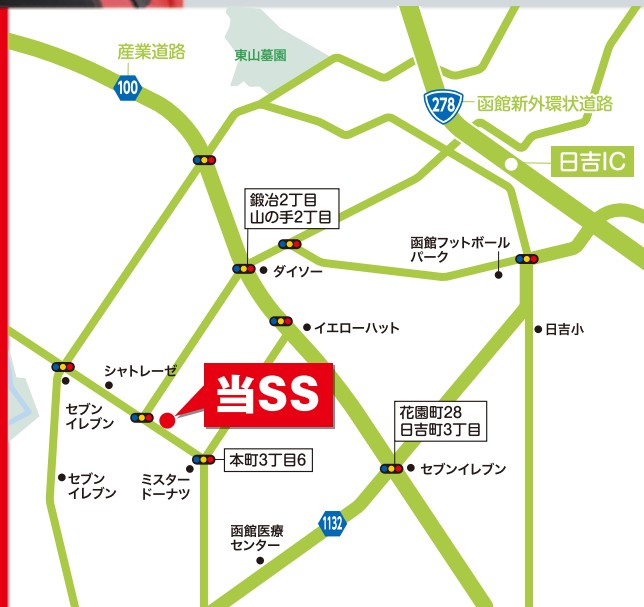 産業道路
100
東山墓園
278
函館新外環状道路
日吉IC
鍛冶2丁目
山の手2丁目
ダイソー
函館フットボール
パーク
イエローハット
日吉小
シャトレーゼ
当SS
セブン
イレブン
花園町28
日吉町3丁目
本町3丁目6
セブンイレブン
セブン
イレブン
ミスター
ドーナツ
1132
函館医療
センター